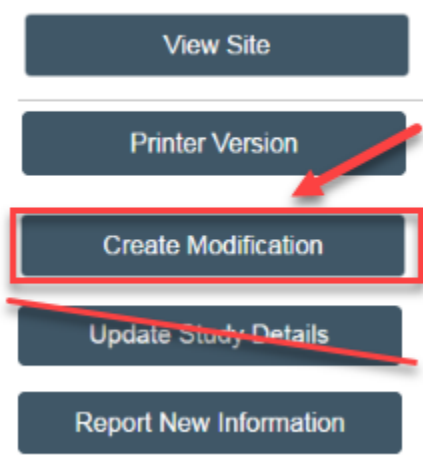 View Site
Printer Version
Create Modification
Update Study Details
Report New Information